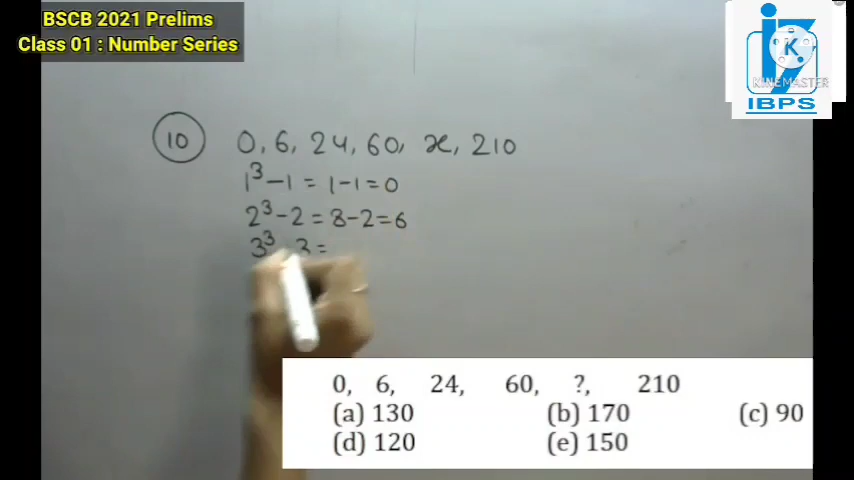 BSCB 2021 Prelims
Class 01 : Number Series
K
KINEMASTER
IBPS
10 0, 6, 24, 60, x, 210
1³-1 = 1-1=0
2³-2 = 8-2=6
3³ 3=
0, 6, 24, 60, ?, 210
(a) 130 (b) 170 (c) 90
(d) 120 (e) 150